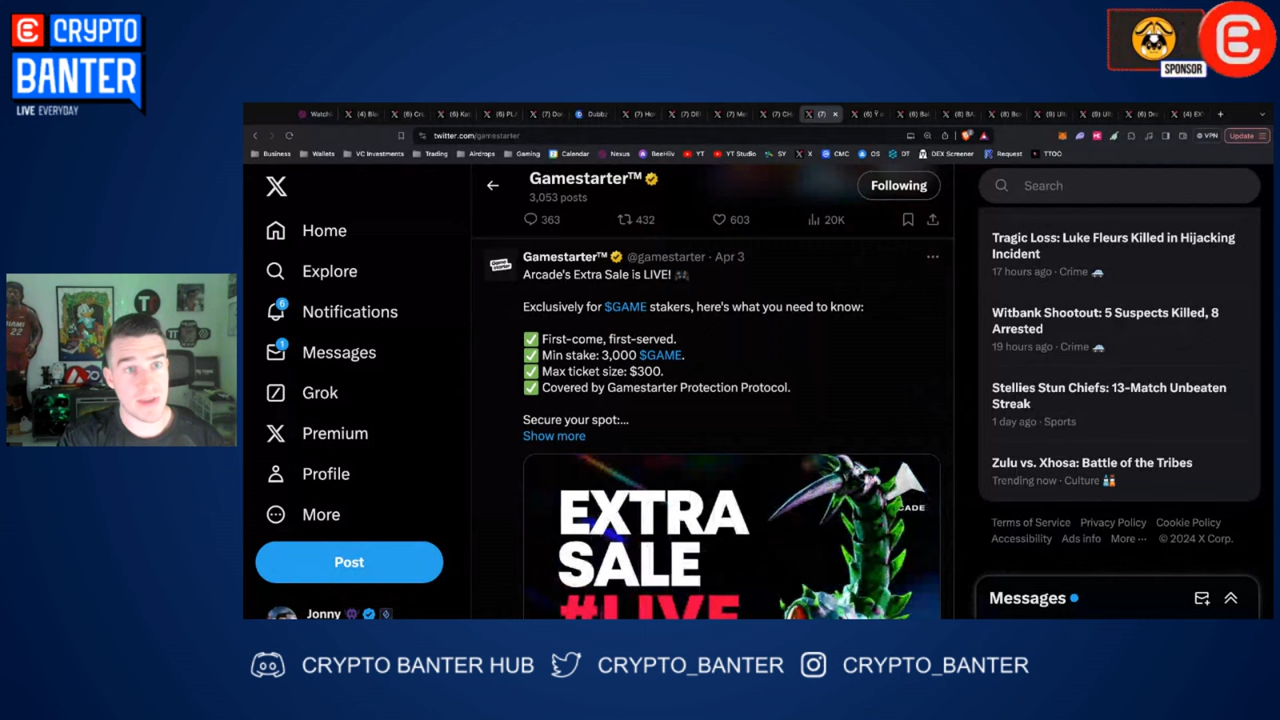 CRYPTO
BANTER
LIVE EVERYDAY
SPONSOR
twitter.com/gamestarter
VPN
Update
Business
Wallets
VC Investments
Trading
Airdrops
Gaming
Calendar
Nexus
BeeHiiv
YT
YT Studio
SY
X
CMC
OS
DT
DEX Screener
Request
TTOO
Home
Explore
6
Notifications
1
Messages
Grok
Premium
Profile
More
Post
Jonny
Gamestarter™
3,053 posts
Following
363
432
603
20K
Gamestarter™ @gamestarter · Apr 3
Arcade's Extra Sale is LIVE!
Exclusively for $GAME stakers, here's what you need to know:
First-come, first-served.
Min stake: 3,000 $GAME.
Max ticket size: $300.
Covered by Gamestarter Protection Protocol.
Secure your spot:...
Show more
EXTRA
SALE
#LIVE
Search
Tragic Loss: Luke Fleurs Killed in Hijacking
Incident
17 hours ago · Crime
Witbank Shootout: 5 Suspects Killed, 8
Arrested
19 hours ago · Crime
Stellies Stun Chiefs: 13-Match Unbeaten
Streak
1 day ago · Sports
Zulu vs. Xhosa: Battle of the Tribes
Trending now · Culture
Terms of Service Privacy Policy Cookie Policy
Accessibility Ads info More ··· © 2024 X Corp.
Messages
CRYPTO BANTER HUB
CRYPTO_BANTER
CRYPTO_BANTER